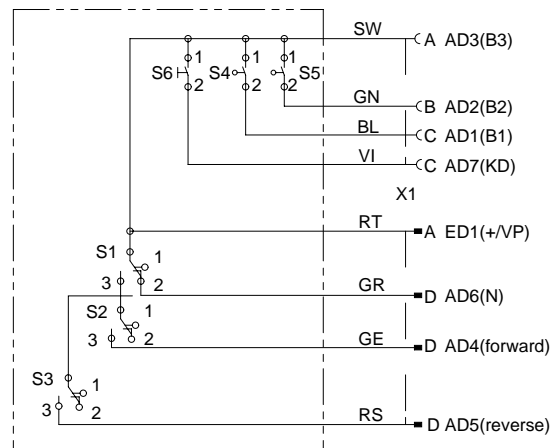 SW A AD3(B3)
1 1 1
S6 S4 S5
2 2 2
GN B AD2(B2)
BL C AD1(B1)
VI C AD7(KD)
X1
RT A ED1(+/VP)
S1 1
3 2 GR D AD6(N)
S2 1
3 2 GE D AD4(forward)
S3 1
3 2 RS D AD5(reverse)